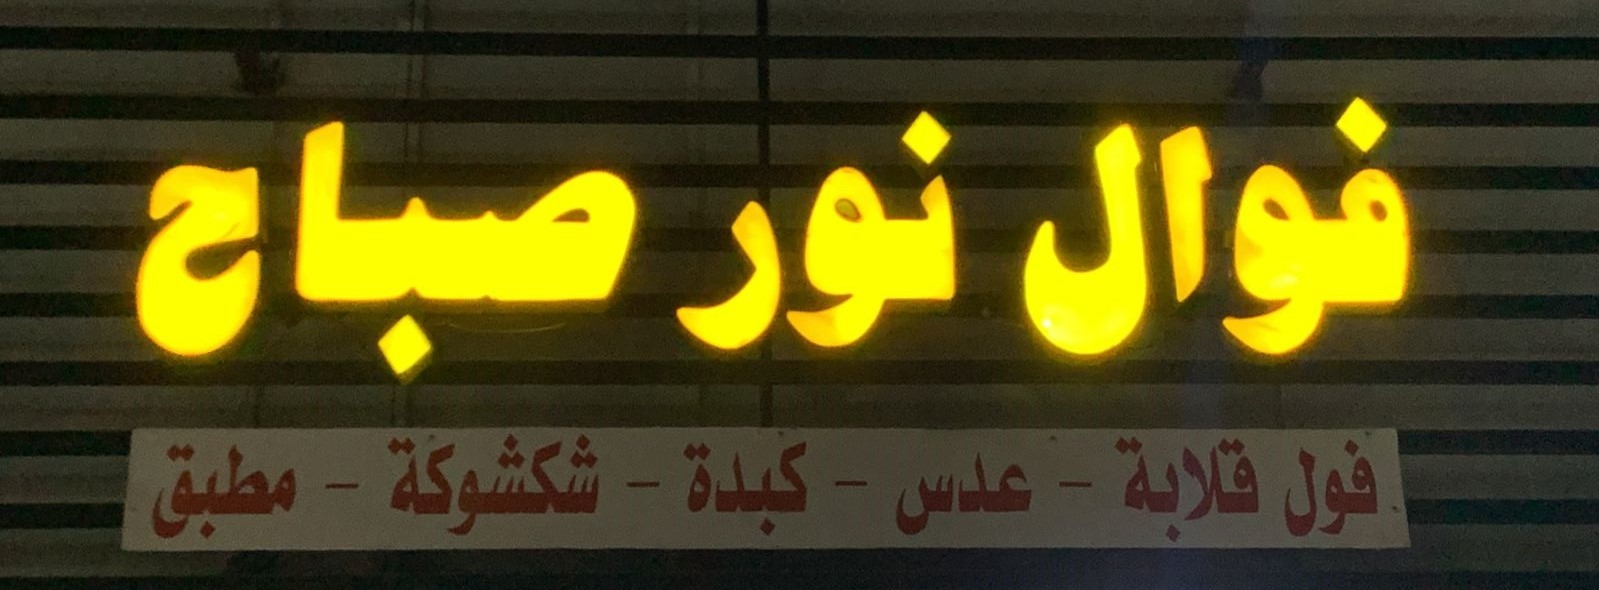 فوال نور صباح
فول قلابة - عدس - كبدة - شكشوكة - مطبق